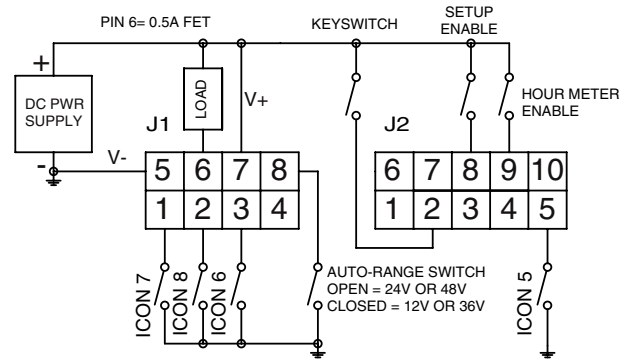 PIN 6= 0.5A FET
KEYSWITCH
SETUP
ENABLE
+
DC PWR
SUPPLY
-
LOAD
V+
HOUR METER
ENABLE
J1
J2
V-
5 6 7 8
1 2 3 4
6 7 8 9 10
1 2 3 4 5
ICON 7
ICON 8
ICON 6
AUTO-RANGE SWITCH
OPEN = 24V OR 48V
CLOSED = 12V OR 36V
ICON 5